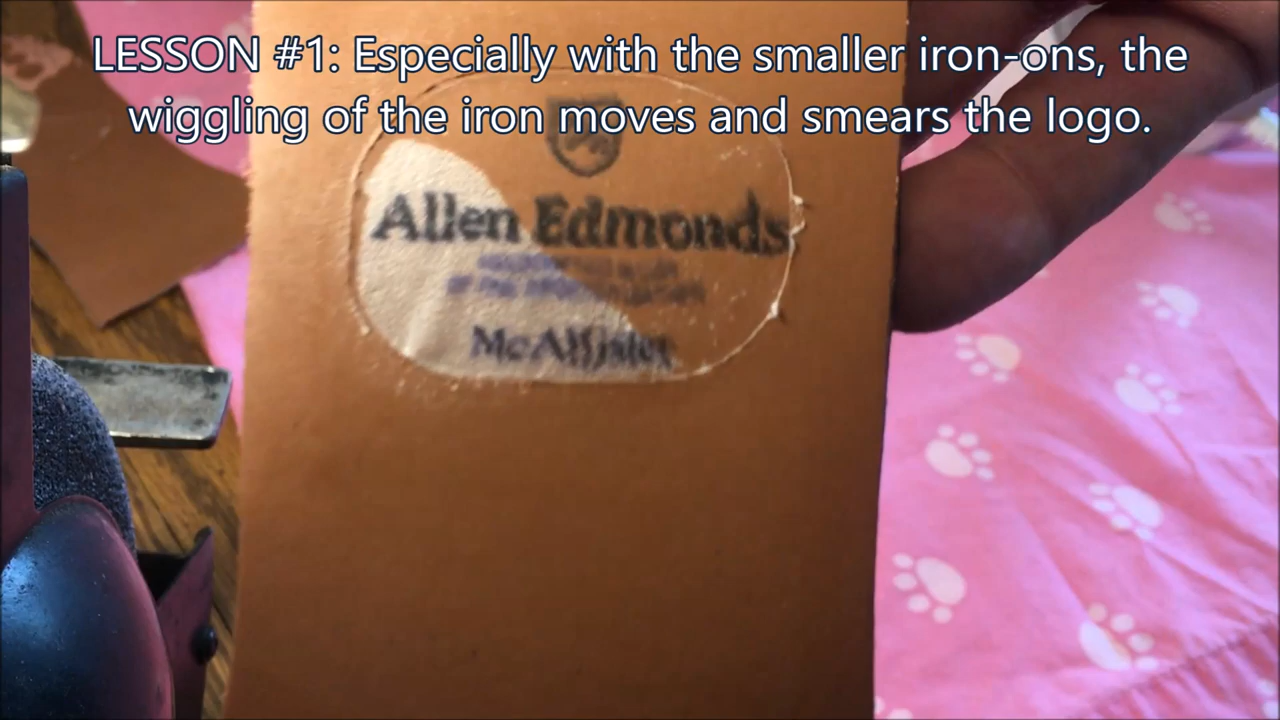 LESSON #1: Especially with the smaller iron-ons, the
wiggling of the iron moves and smears the logo.
Allen Edmonds
McAllister